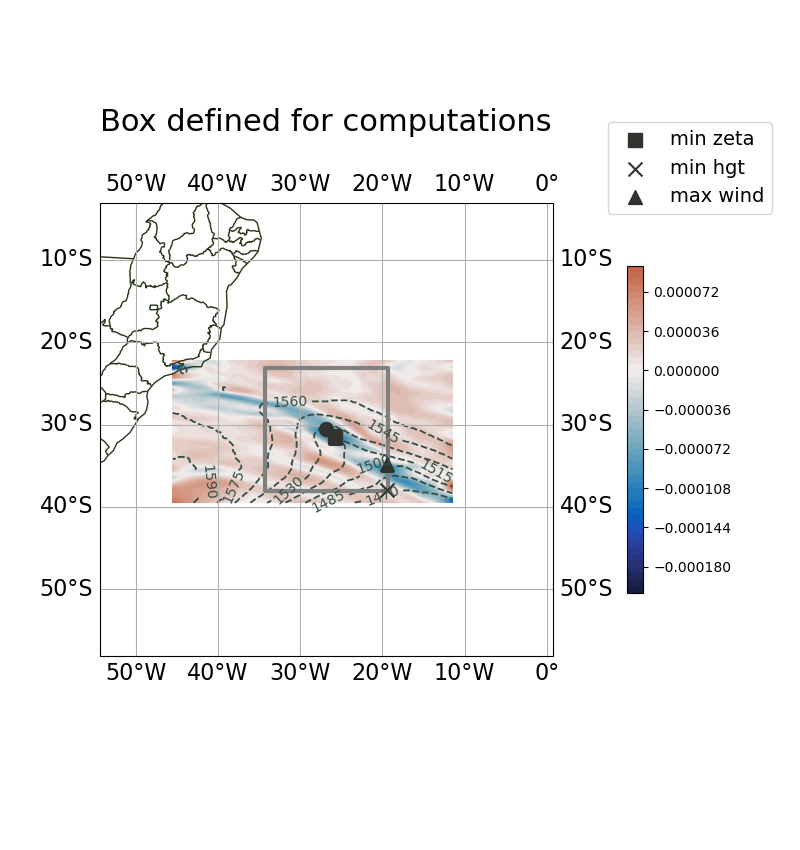 Box defined for computations
min zeta
min hgt
max wind
50°W 40°W 30°W 20°W 10°W 0°
10°S 10°S
20°S 20°S
30°S 30°S
40°S 40°S
50°S 50°S
50°W 40°W 30°W 20°W 10°W 0°
1560
1545
1500
1515
1590
1575
1530
1485
0.000072
0.000036
0.000000
−0.000036
−0.000072
−0.000108
−0.000144
−0.000180